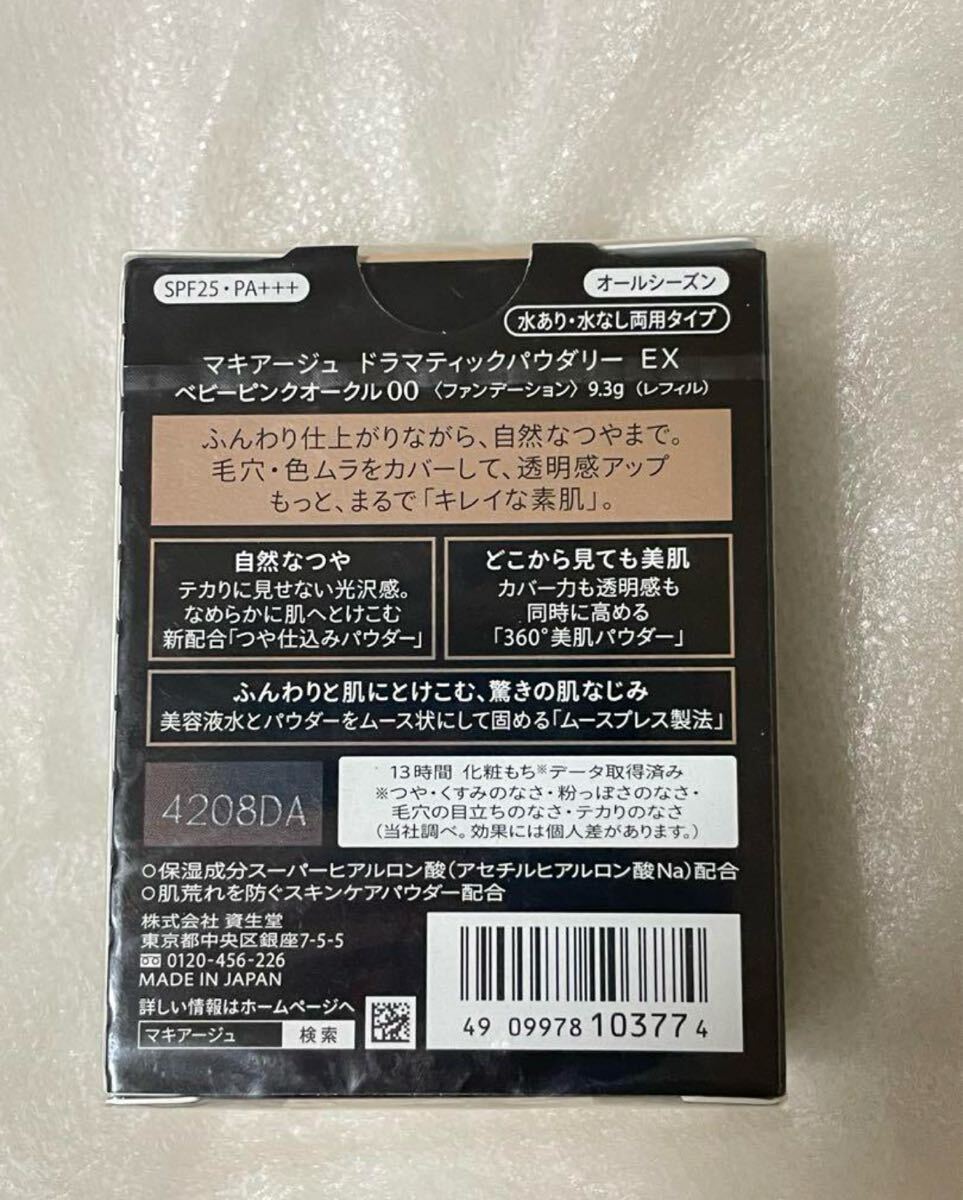 SPF25・PA+++
オールシーズン
水あり・水なし両用タイプ
マキアージュ ドラマティックパウダリー EX
ベビーピンクオークル00 〈ファンデーション〉 9.3g（レフィル）
ふんわり仕上がりながら、自然なつやまで。
毛穴・色ムラをカバーして、透明感アップ
もっと、まるで「キレイな素肌」。
自然なつや
テカリに見せない光沢感。
なめらかに肌へとけこむ
新配合「つや仕込みパウダー」
どこから見ても美肌
カバー力も透明感も
同時に高める
「360°美肌パウダー」
ふんわりと肌にとけこむ、驚きの肌なじみ
美容液水とパウダーをムース状にして固める「ムースプレス製法」
4208DA
13時間 化粧もち※データ取得済み
※つや・くすみのなさ・粉っぽさのなさ・
毛穴の目立ちのなさ・テカリのなさ
（当社調べ。効果には個人差があります。）
○保湿成分スーパーヒアルロン酸（アセチルヒアルロン酸Na）配合
○肌荒れを防ぐスキンケアパウダー配合
株式会社 資生堂
東京都中央区銀座7-5-5
0120-456-226
MADE IN JAPAN
詳しい情報はホームページへ
マキアージュ 検索
4909978103774